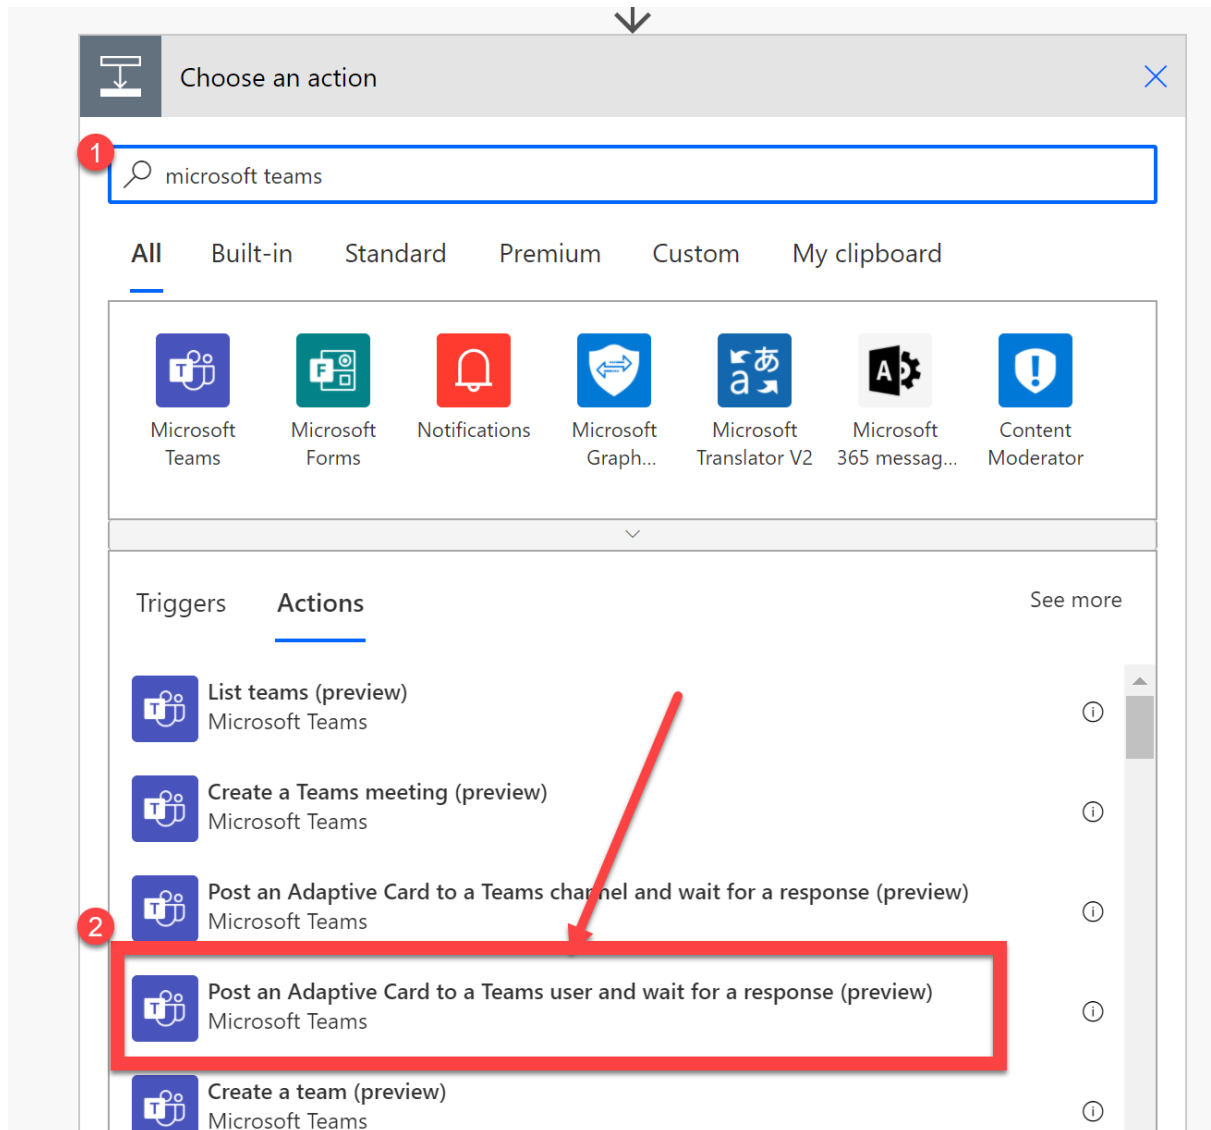 Choose an action
1
microsoft teams
All Built-in Standard Premium Custom My clipboard
Microsoft Teams
Microsoft Forms
Notifications
Microsoft Graph...
Microsoft Translator V2
Microsoft 365 messag...
Content Moderator
Triggers Actions See more
List teams (preview)
Microsoft Teams
Create a Teams meeting (preview)
Microsoft Teams
Post an Adaptive Card to a Teams channel and wait for a response (preview)
Microsoft Teams
2
Post an Adaptive Card to a Teams user and wait for a response (preview)
Microsoft Teams
Create a team (preview)
Microsoft Teams